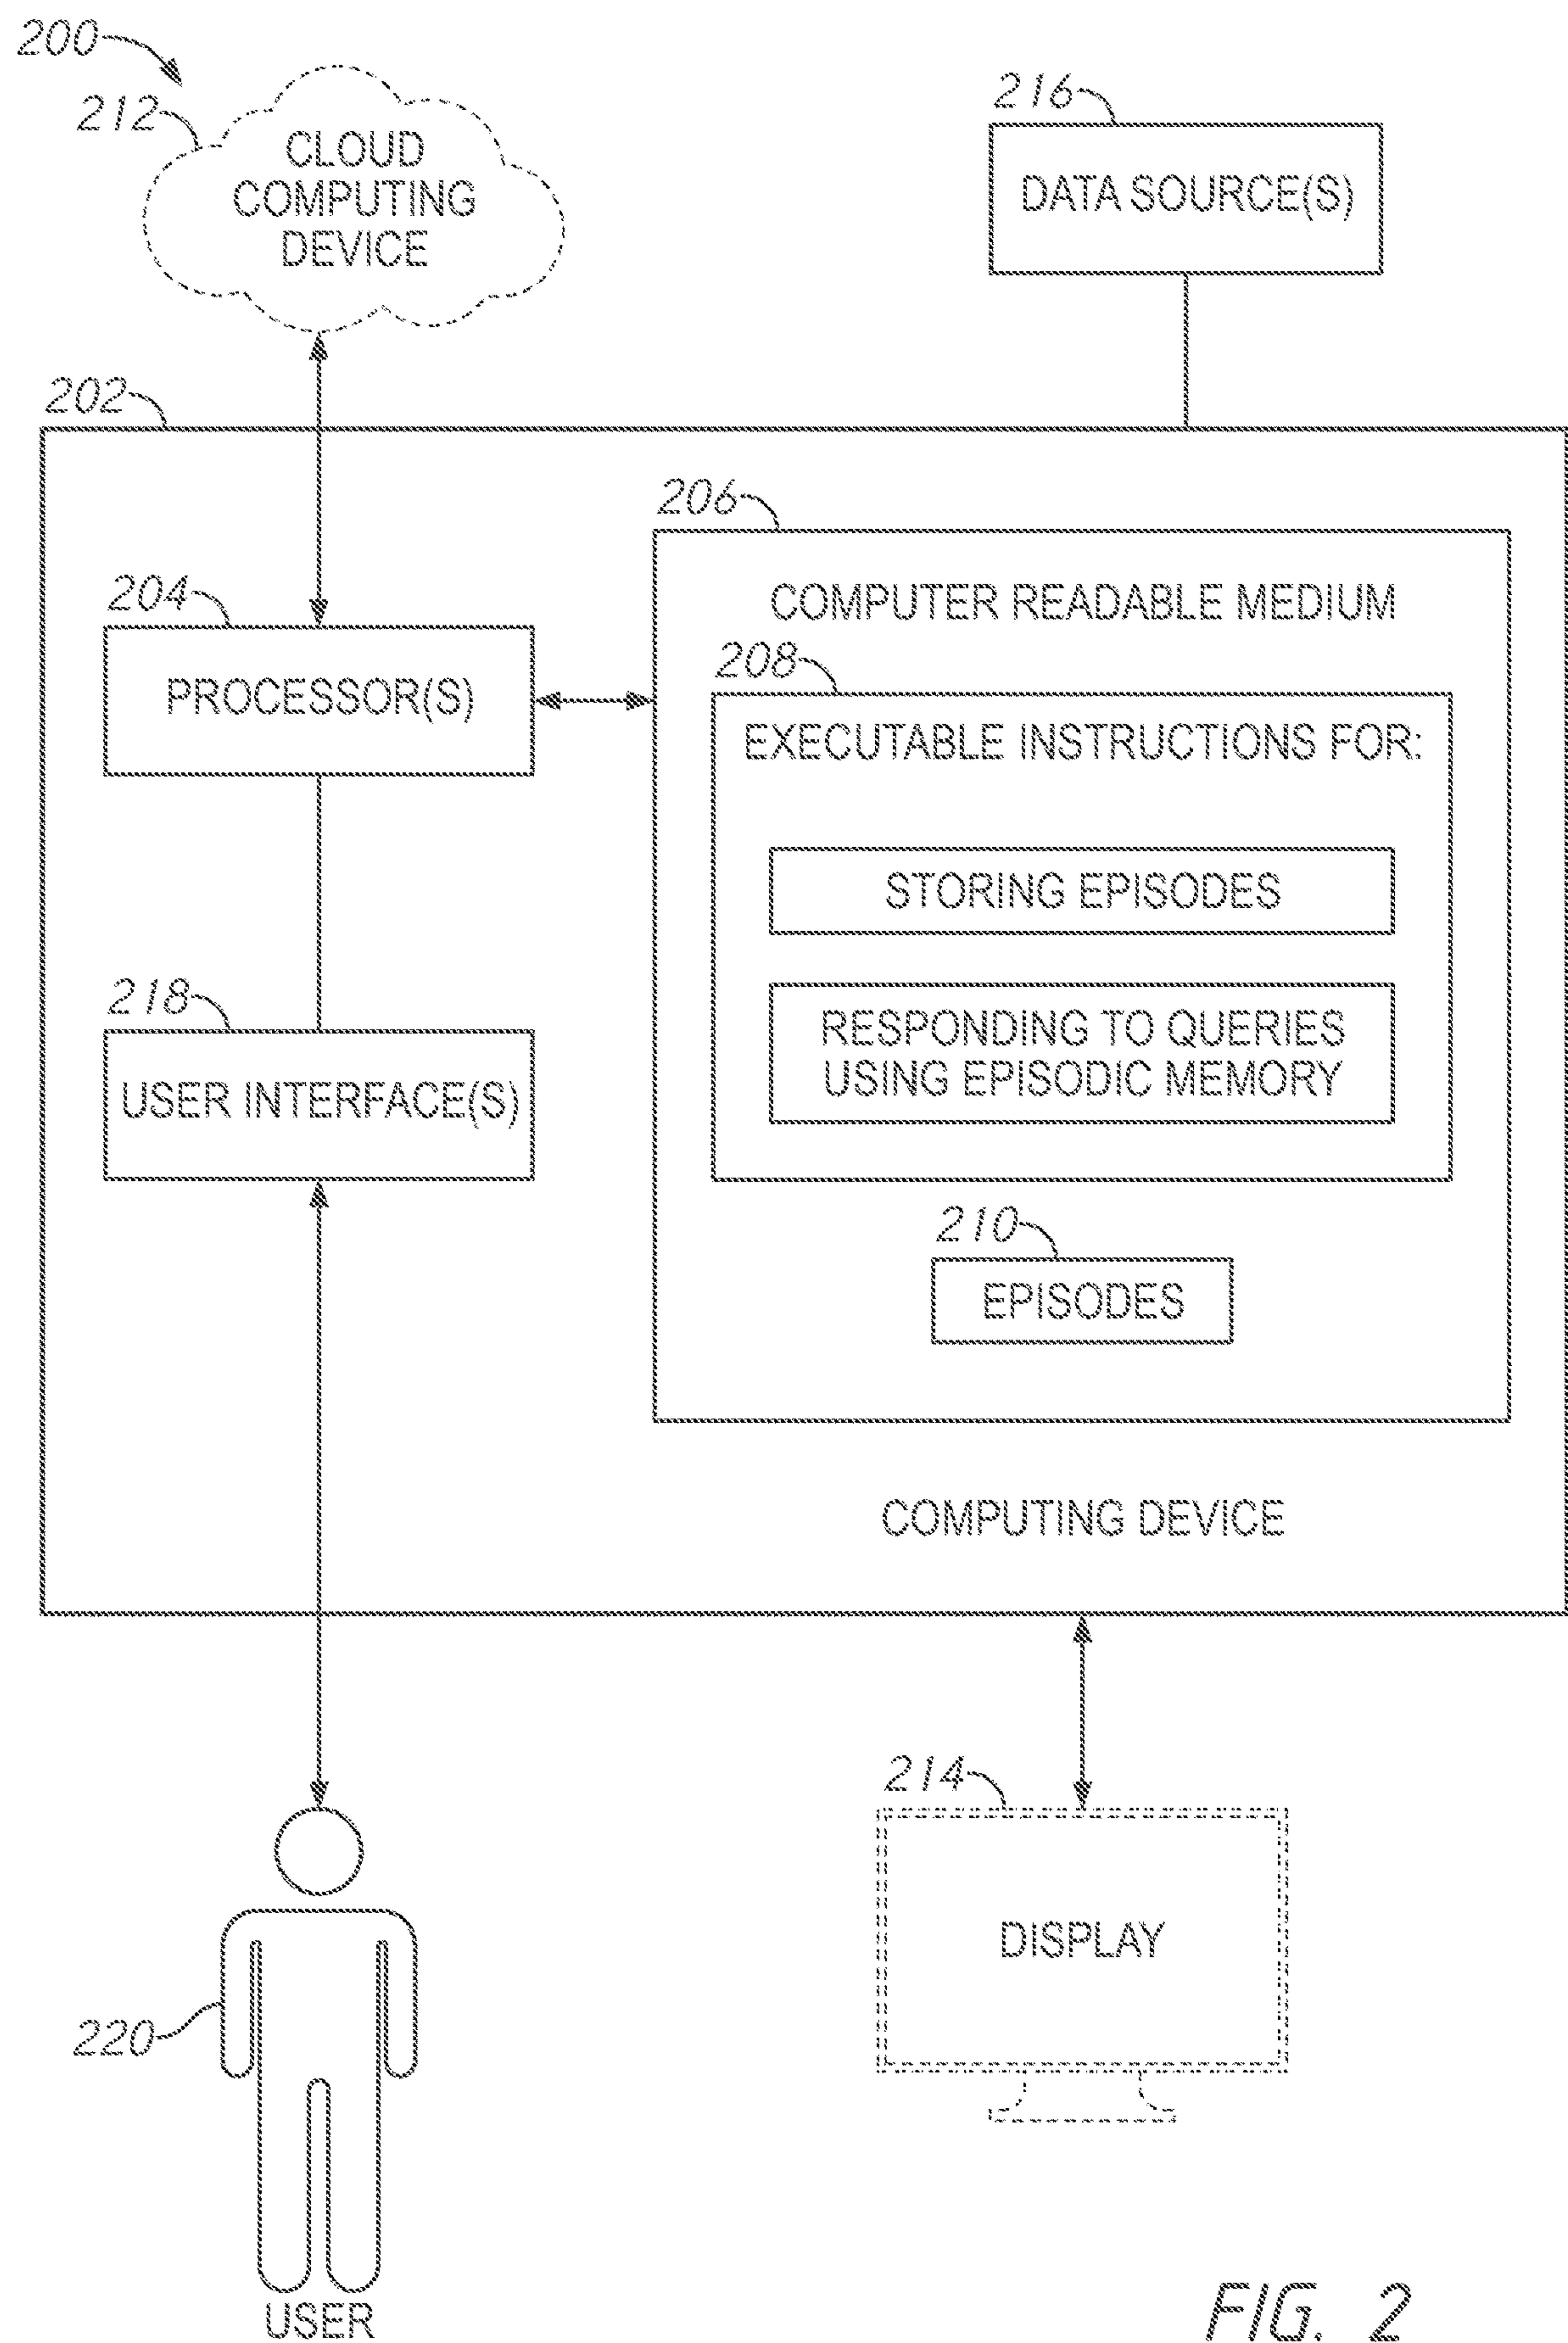 200
212
CLOUD
COMPUTING
DEVICE
216
DATA SOURCE(S)
202
206
COMPUTER READABLE MEDIUM
204
PROCESSOR(S)
208
EXECUTABLE INSTRUCTIONS FOR:
STORING EPISODES
218
USER INTERFACE(S)
RESPONDING TO QUERIES
USING EPISODIC MEMORY
210
EPISODES
COMPUTING DEVICE
214
DISPLAY
220
USER
FIG. 2